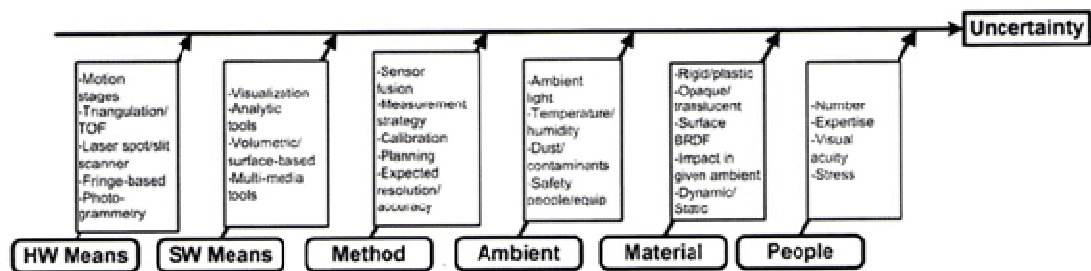 Uncertainty
-Motion
stages
-Triangulation/
TOF
-Laser spot/slit
scanner
-Fringe-based
-Photo-
grammetry
HW Means
-Visualization
-Analytic
tools
-Volumetric/
surface-based
-Multi-media
tools
SW Means
-Sensor
fusion
-Measurement
strategy
-Calibration
-Planning
-Expected
resolution/
accuracy
Method
-Ambient
light
-Temperature/
humidity
-Dust/
contaminants
-Safety
people/equip
Ambient
-Rigid/plastic
-Opaque/
translucent
-Surface
BRDF
-Impact in
given ambient
-Dynamic/
Static
Material
-Number
-Expertise
-Visual
acuity
-Stress
People